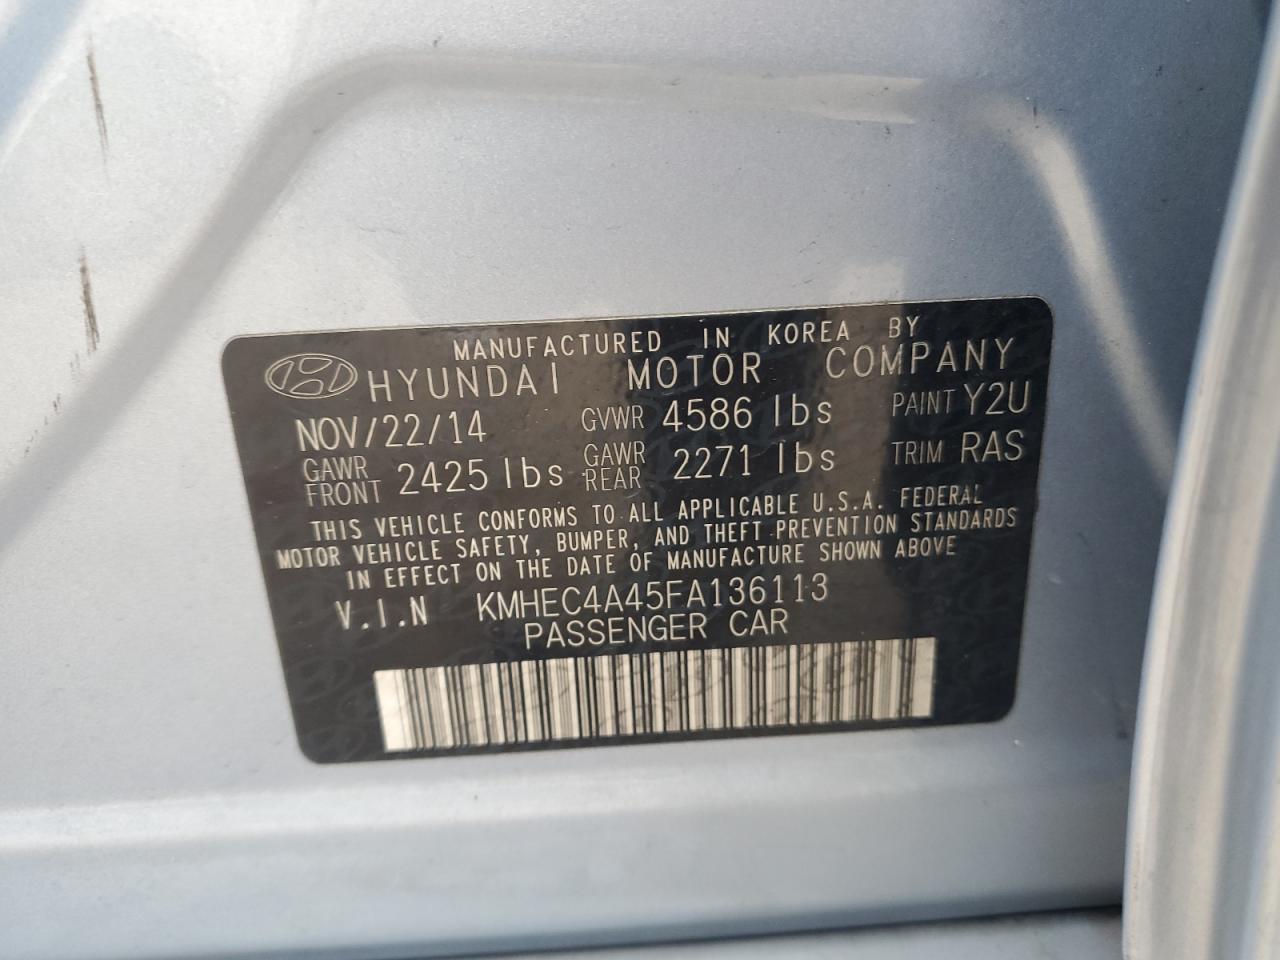 MANUFACTURED IN KOREA BY
HYUNDAI MOTOR COMPANY
NOV/22/14 GVWR 4586 lbs PAINT Y2U
GAWR FRONT 2425 lbs GAWR REAR 2271 lbs TRIM RAS
THIS VEHICLE CONFORMS TO ALL APPLICABLE U.S.A. FEDERAL
MOTOR VEHICLE SAFETY, BUMPER, AND THEFT PREVENTION STANDARDS
IN EFFECT ON THE DATE OF MANUFACTURE SHOWN ABOVE
V.I.N KMHEC4A45FA136113
PASSENGER CAR